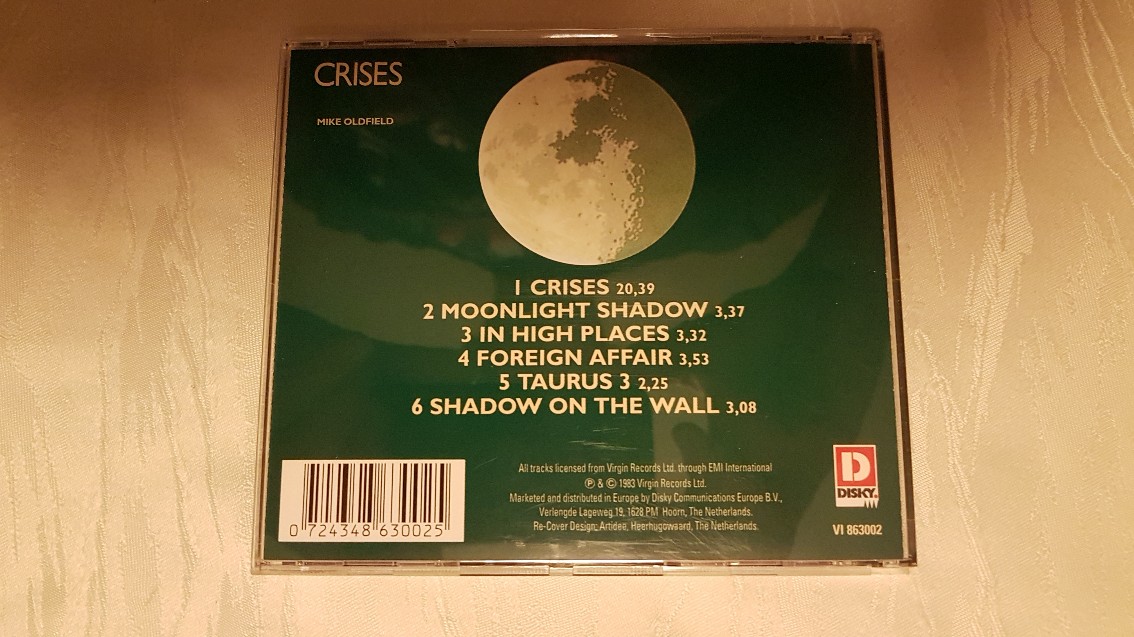 CRISES
MIKE OLDFIELD
1 CRISES 20,39
2 MOONLIGHT SHADOW 3,37
3 IN HIGH PLACES 3,32
4 FOREIGN AFFAIR 3,53
5 TAURUS 3 2,25
6 SHADOW ON THE WALL 3,08
All tracks licensed from Virgin Records Ltd. through EMI International
℗ & © 1983 Virgin Records Ltd.
Marketed and distributed in Europe by Disky Communications Europe B.V.,
Verlengde Lageweg 19, 1628 PM Hoorn, The Netherlands.
Re-Cover Design: Artidee, Heerhugowaard, The Netherlands.
0 724348 630025
D
DISKY.
VI 863002